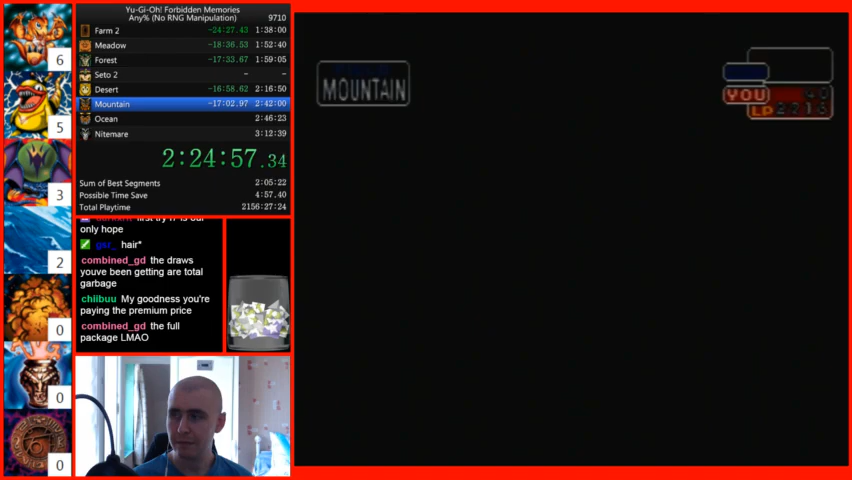 Yu-Gi-Oh! Forbidden Memories
Any% (No RNG Manipulation) 9710
Farm 2 -24:27.43 1:38:00
Meadow -18:36.53 1:52:40
Forest -17:33.67 1:59:05
Seto 2 - -
Desert -16:58.62 2:16:50
Mountain -17:02.97 2:42:00
Ocean 2:46:23
Nitemare 3:12:39
2:24:57.34
Sum of Best Segments 2:05:22
Possible Time Save 4:57.40
Total Playtime 2156:27:24
only hope
gsr_ hair*
combined_gd the draws
youve been getting are total
garbage
chiibuu My goodness you're
paying the premium price
combined_gd the full
package LMAO
6
5
3
2
0
0
0
MOUNTAIN
YOU
LP